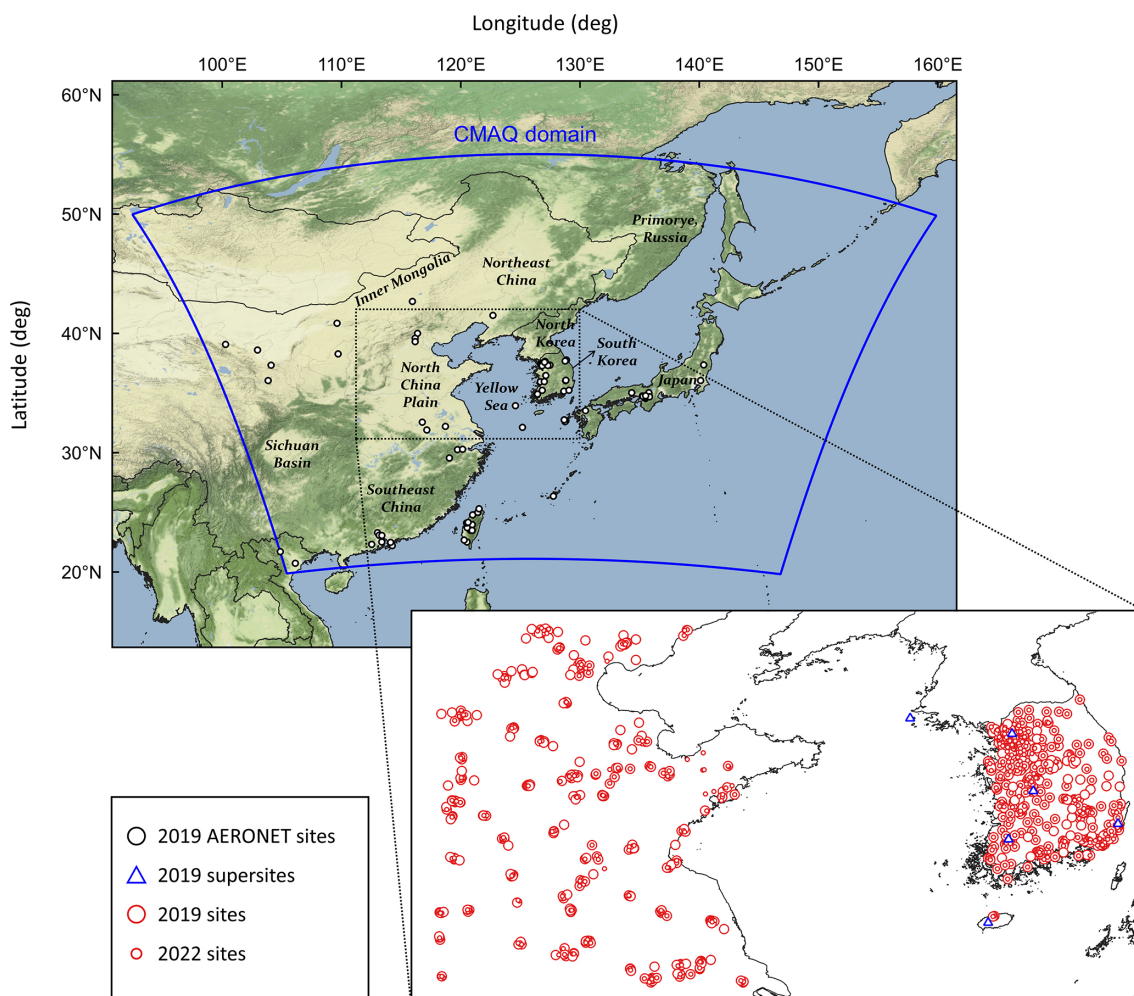 Longitude (deg)
100°E 110°E 120°E 130°E 140°E 150°E 160°E
60°N
CMAQ domain
50°N
Primorye,
Russia
Inner Mongolia
Northeast
China
Latitude (deg)
40°N
North
Korea
South
Korea
North
China
Plain
Yellow
Sea
Japan
Sichuan
Basin
30°N
Southeast
China
20°N
2019 AERONET sites
2019 supersites
2019 sites
2022 sites